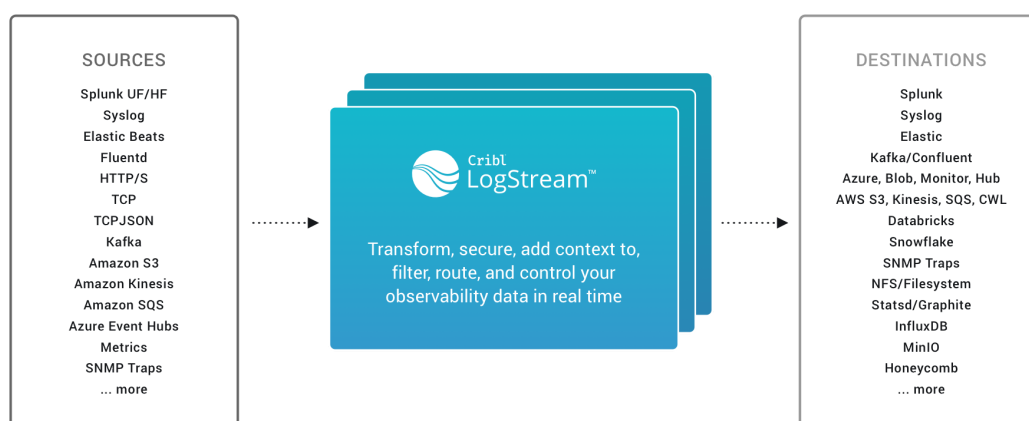 SOURCES
Splunk UF/HF
Syslog
Elastic Beats
Fluentd
HTTP/S
TCP
TCPJSON
Kafka
Amazon S3
Amazon Kinesis
Amazon SQS
Azure Event Hubs
Metrics
SNMP Traps
... more
Cribl
LogStream™
Transform, secure, add context to,
filter, route, and control your
observability data in real time
DESTINATIONS
Splunk
Syslog
Elastic
Kafka/Confluent
Azure, Blob, Monitor, Hub
AWS S3, Kinesis, SQS, CWL
Databricks
Snowflake
SNMP Traps
NFS/Filesystem
Statsd/Graphite
InfluxDB
MinIO
Honeycomb
... more